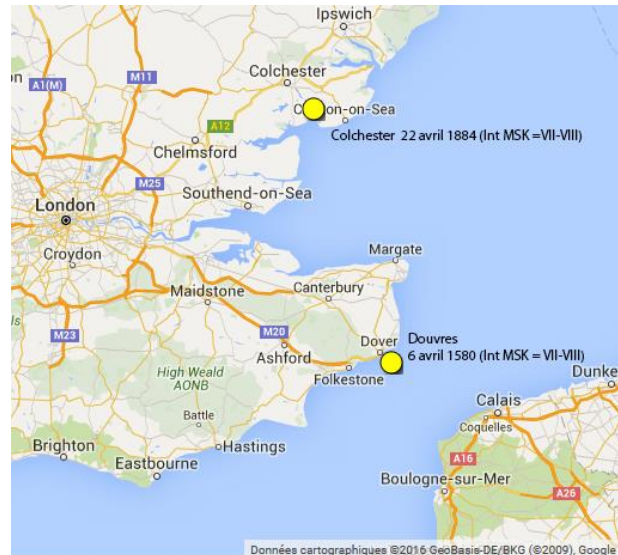 Ipswich
on
M11
A1(M)
Colchester
C on-on-Sea
Colchester 22 avril 1884 (Int MSK =VII-VIII)
A12
Chelmsford
M25
Southend-on-Sea
London
Croydon
Margate
Canterbury
Maidstone
ls
M23
M20
Ashford
Dover
Douvres
6 avril 1580 (Int MSK = VII-VIII)
Folkestone
High Weald
AONB
Battle
Hastings
Brighton
Eastbourne
Calais
Dunke
Coquelles
A16
Boulogne-sur-Mer
A26
Données cartographiques ©2016 GeoBasis-DE/BKG (©2009), Google